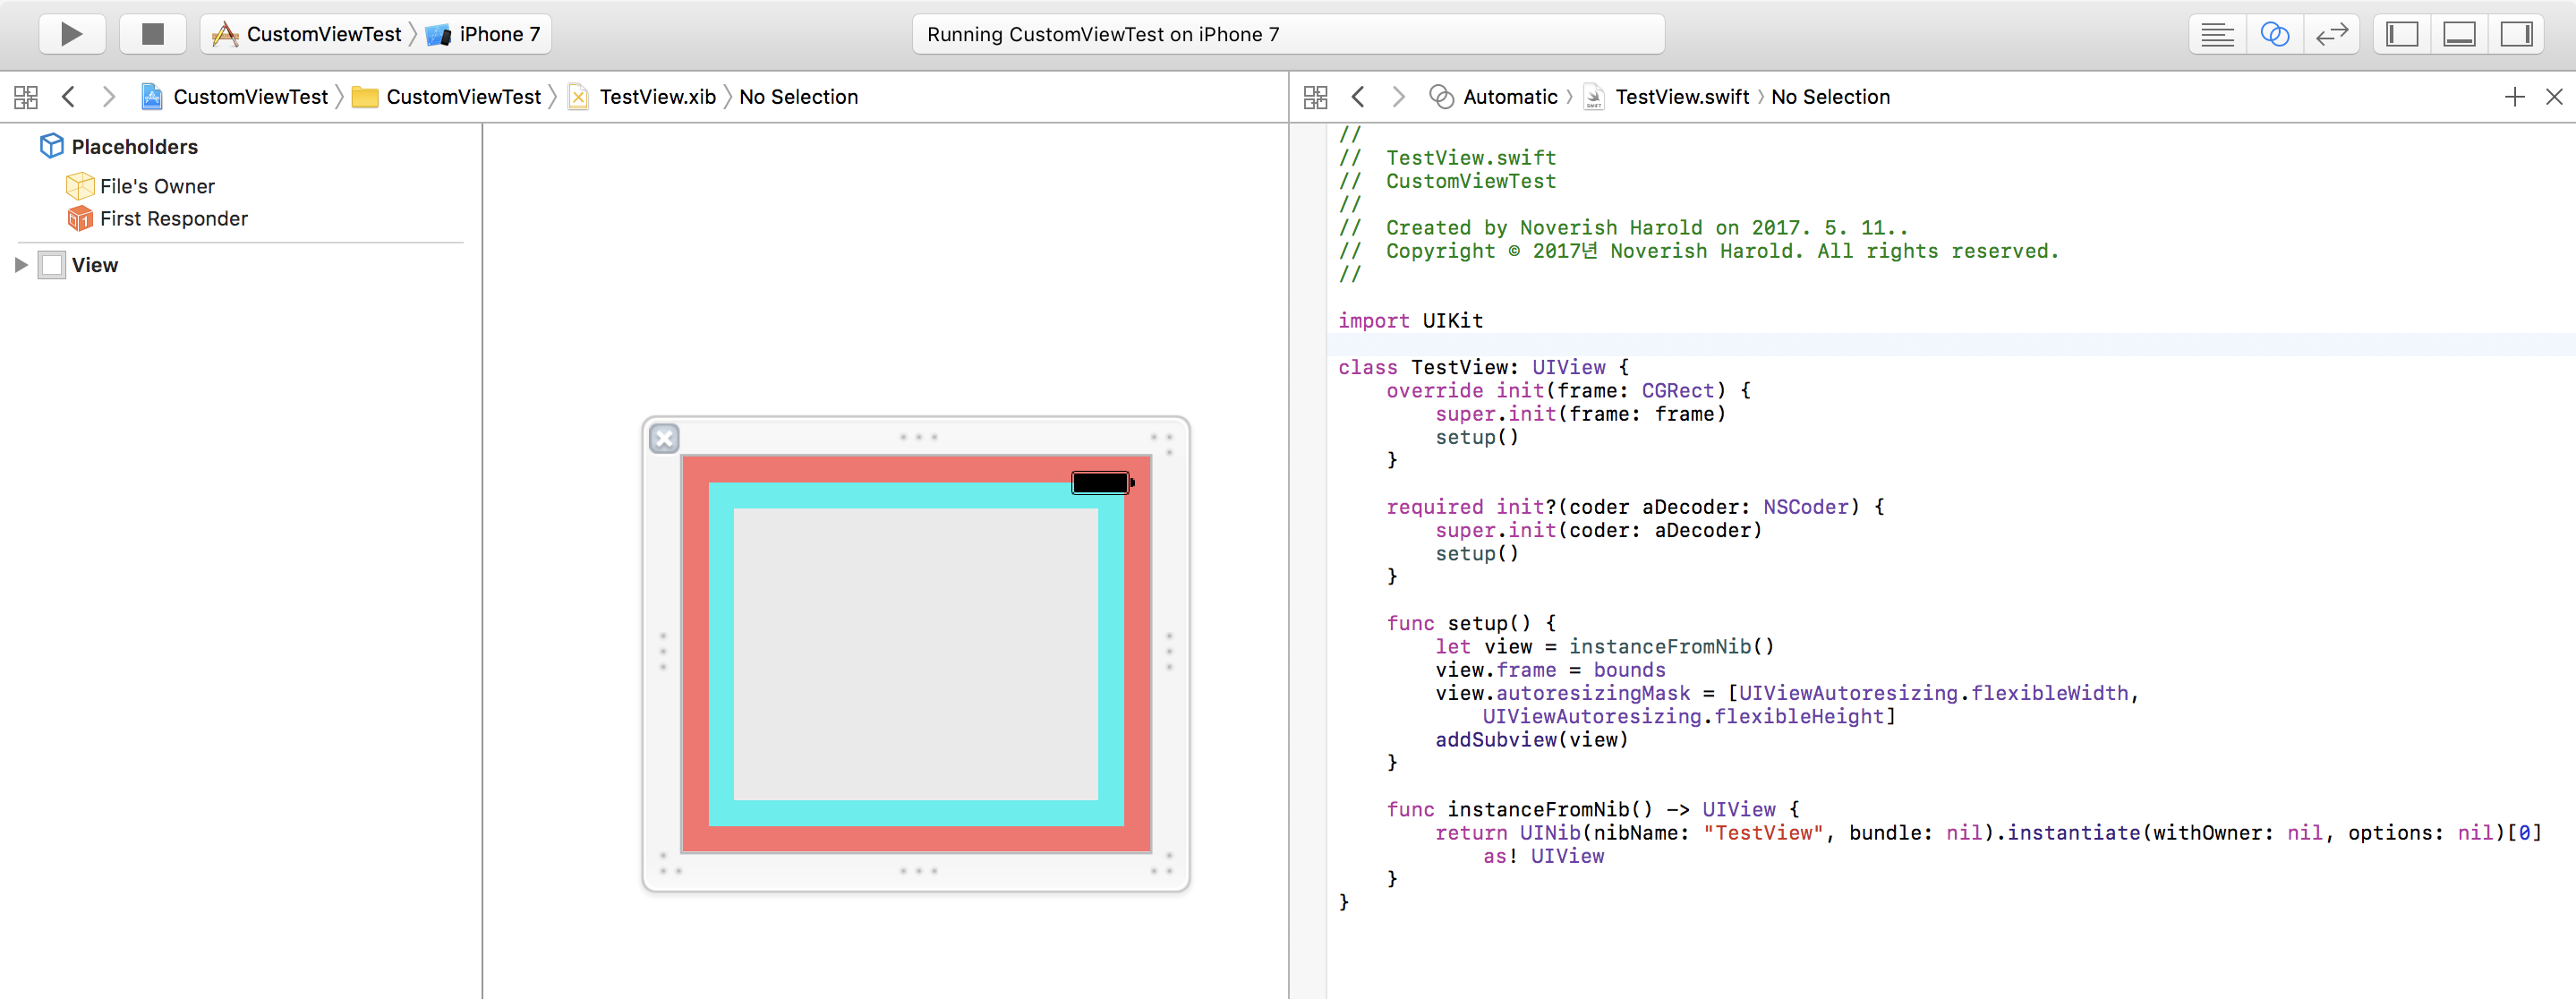 CustomViewTest iPhone 7
Running CustomViewTest on iPhone 7
CustomViewTest CustomViewTest TestView.xib No Selection
Automatic TestView.swift No Selection
Placeholders
File's Owner
First Responder
View
//
//  TestView.swift
//  CustomViewTest
//
//  Created by Noverish Harold on 2017. 5. 11..
//  Copyright © 2017년 Noverish Harold. All rights reserved.
//
import UIKit
class TestView: UIView {
    override init(frame: CGRect) {
        super.init(frame: frame)
        setup()
    }
    required init?(coder aDecoder: NSCoder) {
        super.init(coder: aDecoder)
        setup()
    }
    func setup() {
        let view = instanceFromNib()
        view.frame = bounds
        view.autoresizingMask = [UIViewAutoresizing.flexibleWidth,
            UIViewAutoresizing.flexibleHeight]
        addSubview(view)
    }
    func instanceFromNib() -> UIView {
        return UINib(nibName: "TestView", bundle: nil).instantiate(withOwner: nil, options: nil)[0]
            as! UIView
    }
}